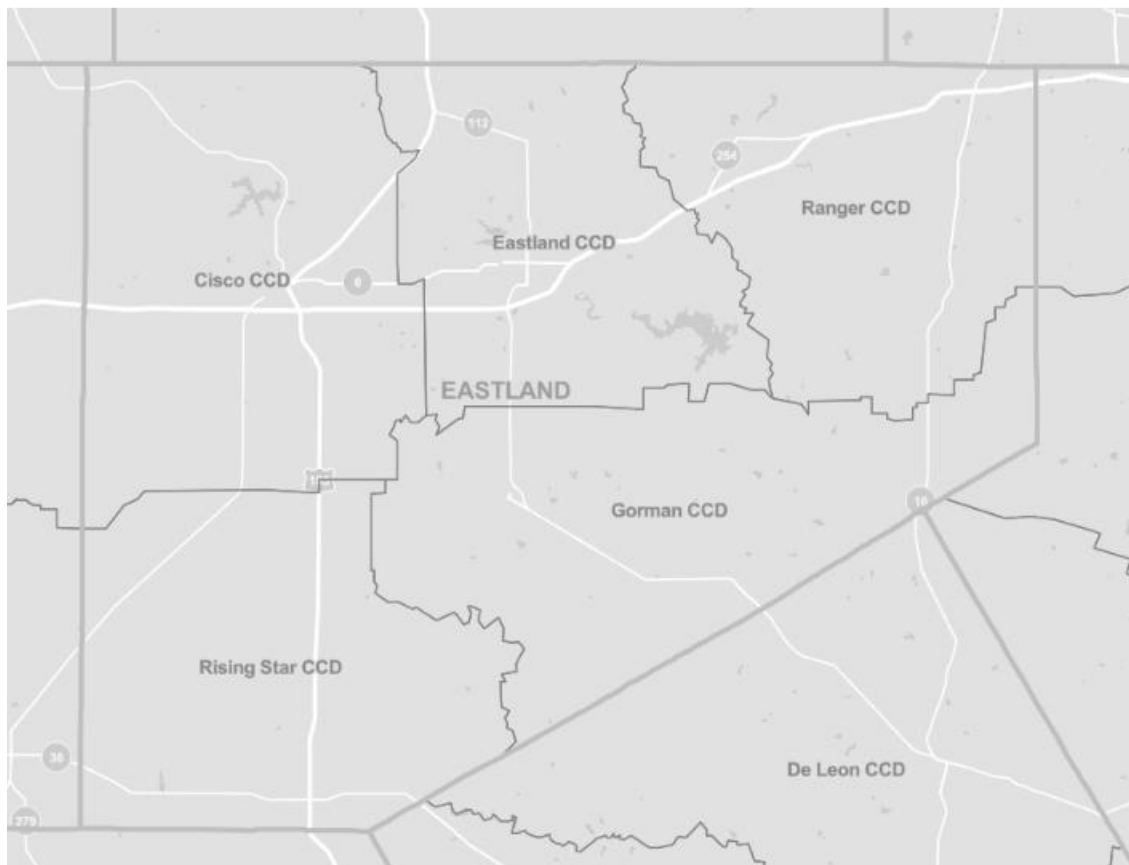 112
254
Ranger CCD
Eastland CCD
Cisco CCD
6
EASTLAND
16
Gorman CCD
Rising Star CCD
36
De Leon CCD
279